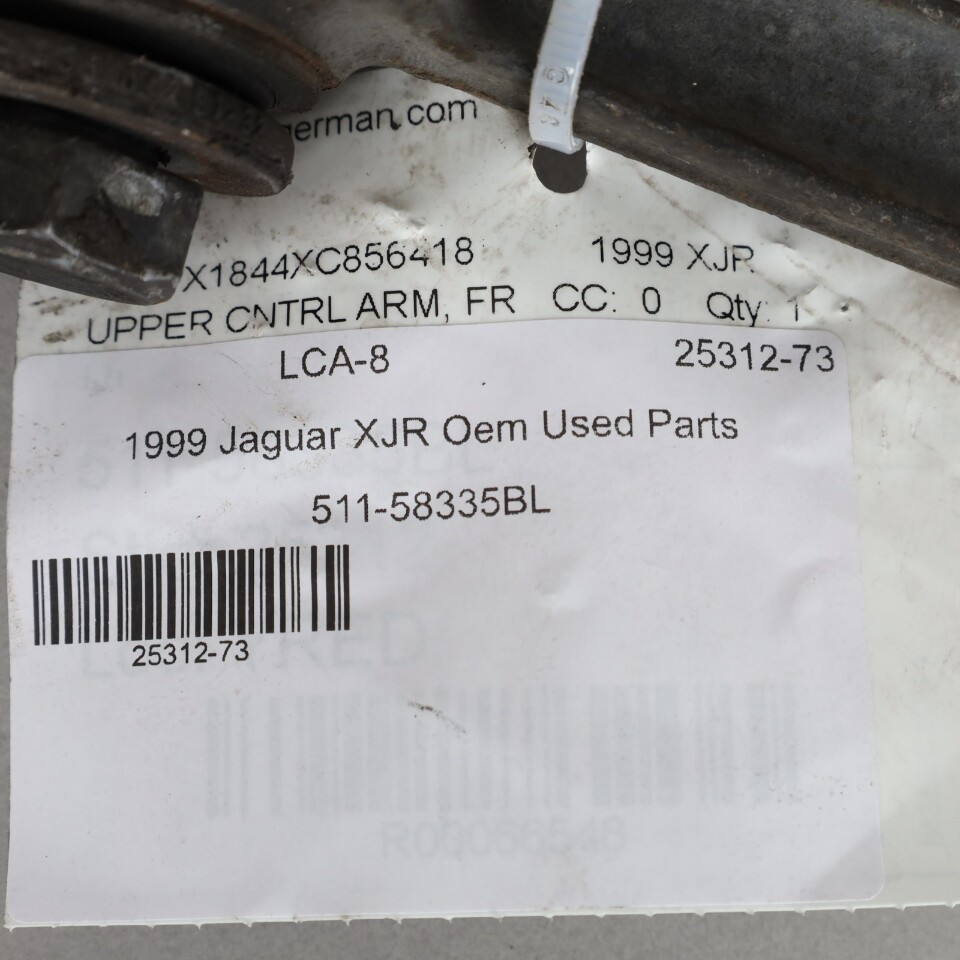 german.com
X1844XC856418 1999 XJR
UPPER CNTRL ARM, FR CC: 0 Qty: 1
LCA-8 25312-73
1999 Jaguar XJR Oem Used Parts
511-58335BL
25312-73